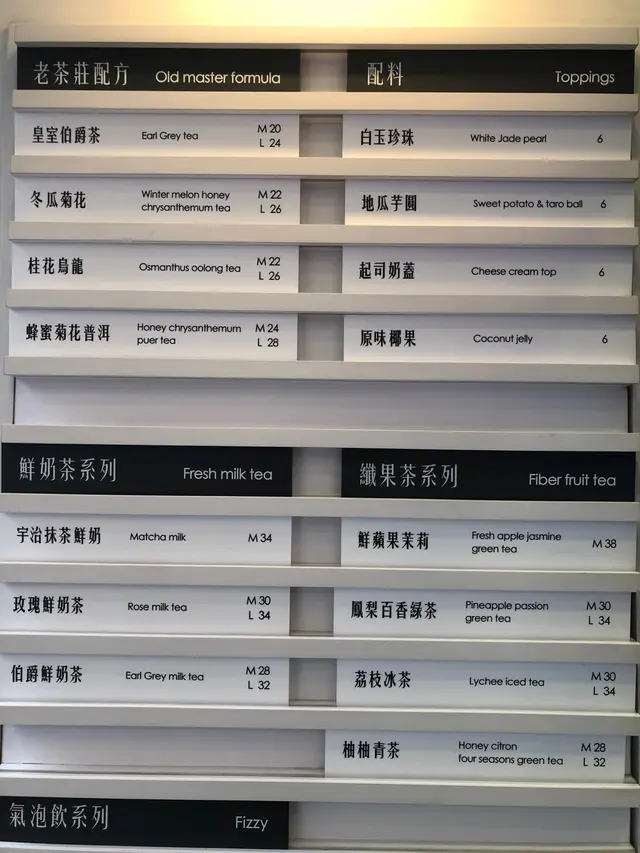 老茶莊配方 Old master formula
皇室伯爵茶 Earl Grey tea M 20
L 24
冬瓜菊花 Winter melon honey M 22
chrysanthemum tea L 26
桂花烏龍 Osmanthus oolong tea M 22
L 26
蜂蜜菊花普洱 Honey chrysanthemum M 24
puer tea L 28
配料 Toppings
白玉珍珠 White Jade pearl 6
地瓜芋圓 Sweet potato & taro ball 6
起司奶蓋 Cheese cream top 6
原味椰果 Coconut jelly 6
鮮奶茶系列 Fresh milk tea
宇治抹茶鮮奶 Matcha milk M 34
玫瑰鮮奶茶 Rose milk tea M 30
L 34
伯爵鮮奶茶 Earl Grey milk tea M 28
L 32
纖果茶系列 Fiber fruit tea
鮮蘋果茉莉 Fresh apple jasmine
green tea M 38
鳳梨百香緑茶 Pineapple passion M 30
green tea L 34
荔枝冰茶 Lychee iced tea M 30
L 34
柚柚青茶 Honey citron M 28
four seasons green tea L 32
氣泡飲系列 Fizzy